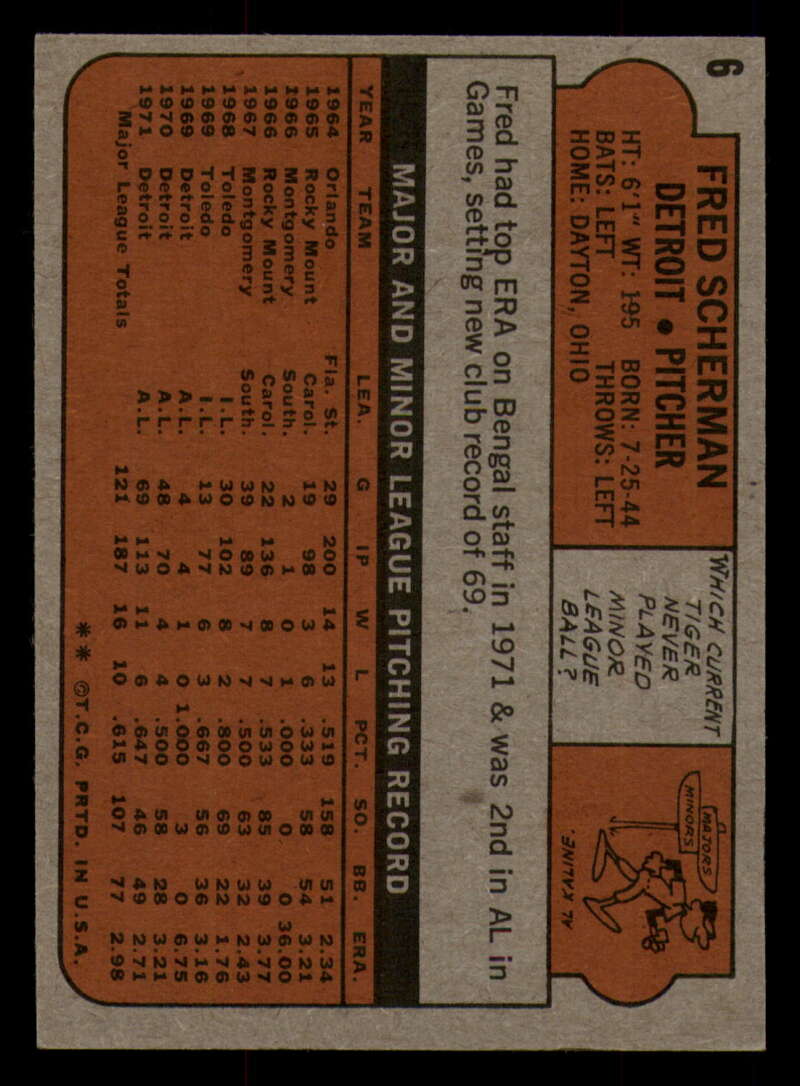 6
FRED SCHERMAN
DETROIT • PITCHER
HT: 6'1" WT: 195 BORN: 7-25-44
BATS: LEFT THROWS: LEFT
HOME: DAYTON, OHIO
WHICH CURRENT
TIGER
NEVER
PLAYED
MINOR
LEAGUE
BALL?
MAJORS
MINORS
AL KALINE.
Fred had top ERA on Bengal staff in 1971 & was 2nd in AL in
Games, setting new club record of 69.
MAJOR AND MINOR LEAGUE PITCHING RECORD
YEAR TEAM LEA. G IP W L PCT. SO. BB. ERA.
1964 Orlando Fla. St. 29 200 14 13 .519 158 51 2.34
1965 Rocky Mount Carol. 19 98 3 6 .333 58 54 3.21
1966 Montgomery South. 2 1 0 1 .000 0 0 36.00
1966 Rocky Mount Carol. 22 136 8 7 .533 85 39 3.77
1967 Montgomery South. 39 89 7 7 .500 63 32 2.43
1968 Toledo I.L. 30 102 8 2 .800 69 22 1.76
1969 Toledo I.L. 13 77 6 3 .667 56 36 3.16
1969 Detroit A.L. 4 4 1 0 1.000 3 0 6.75
1970 Detroit A.L. 48 70 4 4 .500 58 28 3.21
1971 Detroit A.L. 69 113 11 6 .647 46 49 2.71
Major League Totals 121 187 16 10 .615 107 77 2.98
** ©T.C.G. PRTD. IN U.S.A.